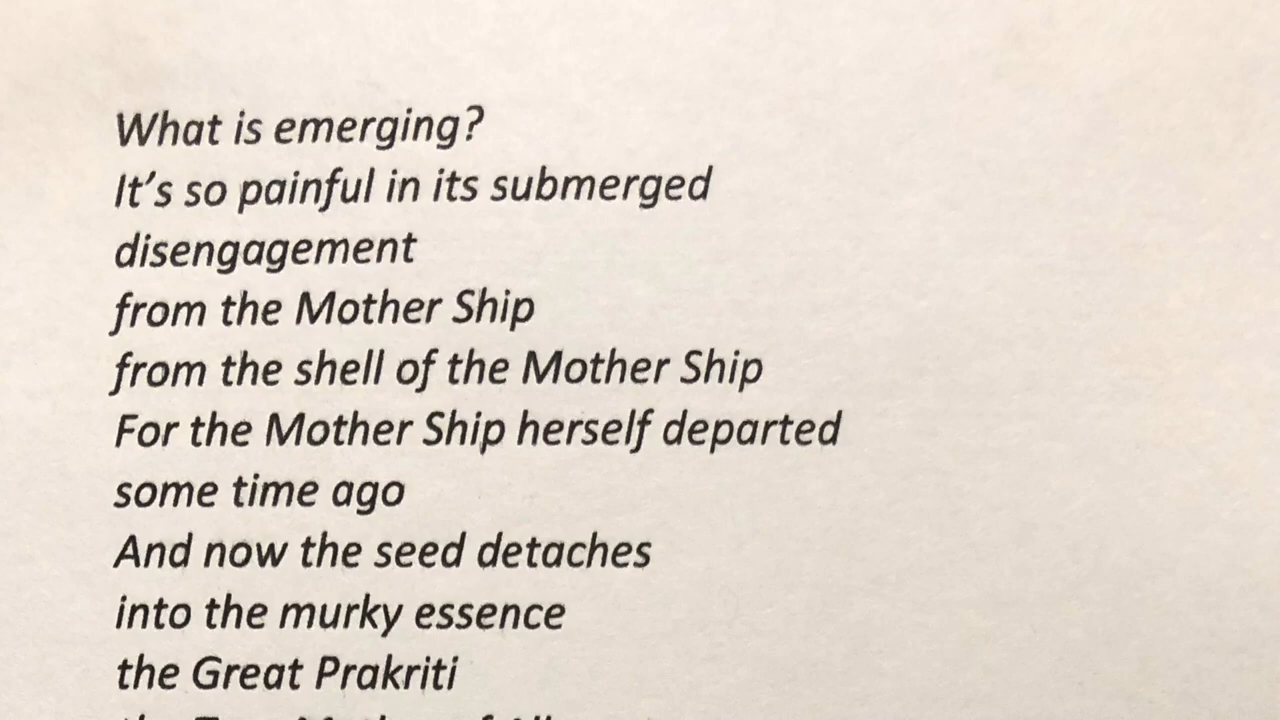 What is emerging?
It’s so painful in its submerged
disengagement
from the Mother Ship
from the shell of the Mother Ship
For the Mother Ship herself departed
some time ago
And now the seed detaches
into the murky essence
the Great Prakriti